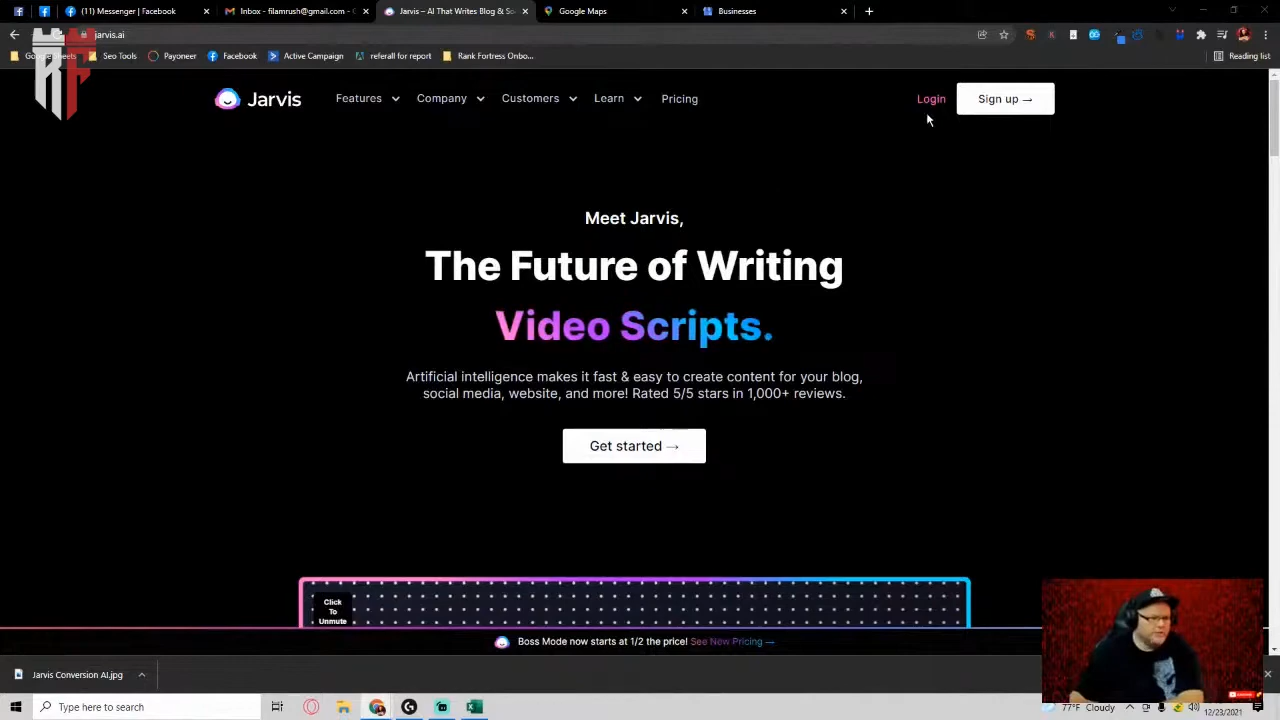 (11) Messenger | Facebook
Inbox - filamrush@gmail.com - G
Jarvis – AI That Writes Blog & So
Google Maps
Businesses
jarvis.ai
Google Sheets
Seo Tools
Payoneer
Facebook
Active Campaign
referall for report
Rank Fortress Onbo...
Reading list
RF
Jarvis
Features
Company
Customers
Learn
Pricing
Login
Sign up →
Meet Jarvis,
The Future of Writing
Video Scripts.
Artificial intelligence makes it fast & easy to create content for your blog,
social media, website, and more! Rated 5/5 stars in 1,000+ reviews.
Get started →
Click
To
Unmute
Boss Mode now starts at 1/2 the price! See New Pricing →
Jarvis Conversion AI.jpg
Type here to search
77°F Cloudy
12/23/2021